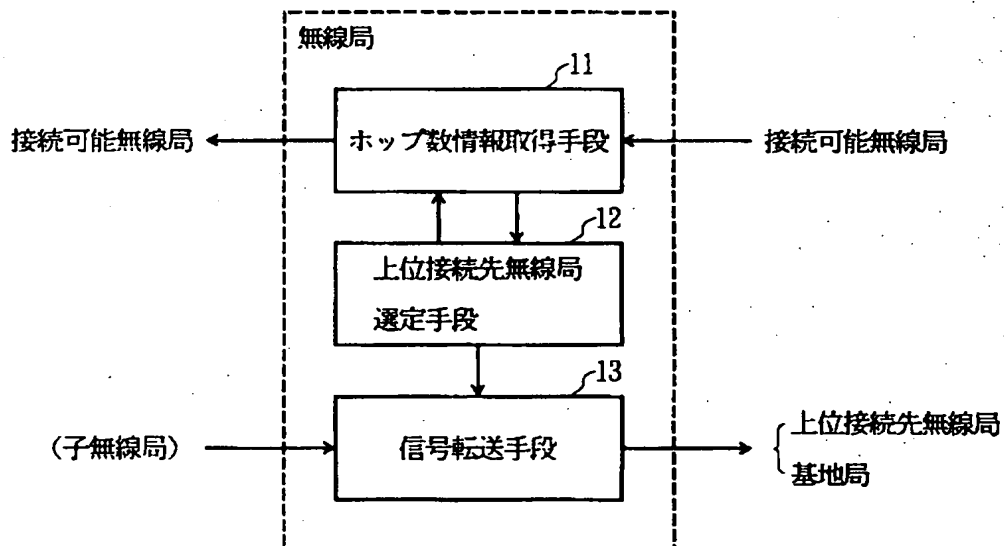 無線局
11
接続可能無線局
ホップ数情報取得手段
接続可能無線局
12
上位接続先無線局
選定手段
13
(子無線局)
信号転送手段
上位接続先無線局
基地局